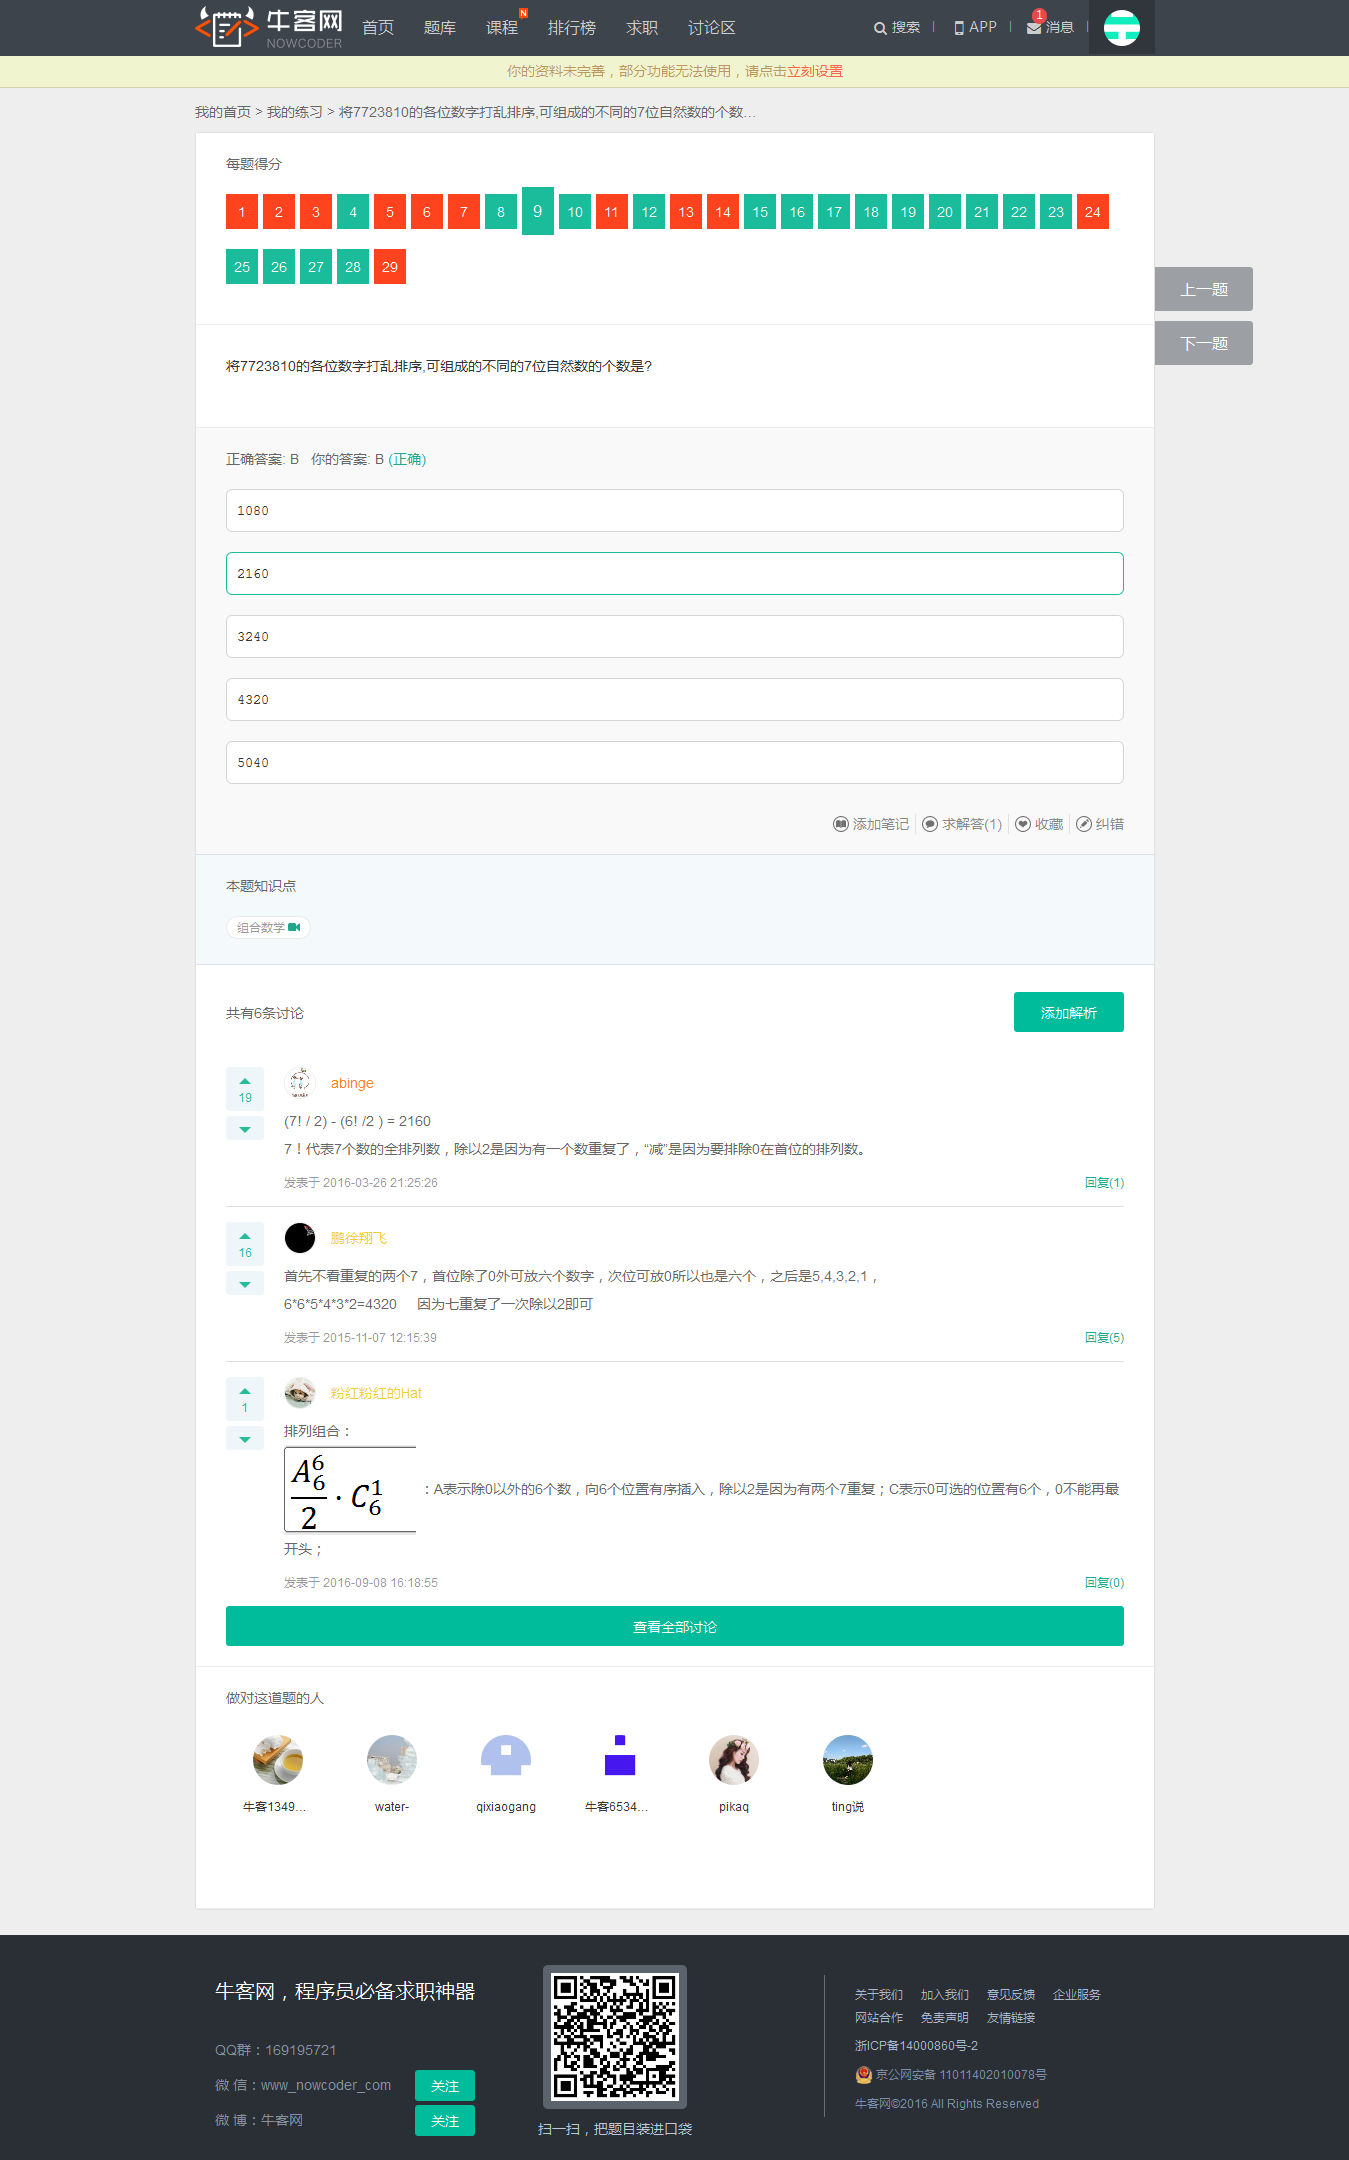 牛客网
NOWCODER
首页 题库 课程 N 排行榜 求职 讨论区 搜索 APP 1 消息
你的资料未完善，部分功能无法使用，请点击立刻设置
我的首页 > 我的练习 > 将7723810的各位数字打乱排序,可组成的不同的7位自然数的个数...
每题得分
1 2 3 4 5 6 7 8 9 10 11 12 13 14 15 16 17 18 19 20 21 22 23 24
25 26 27 28 29
上一题
下一题
将7723810的各位数字打乱排序,可组成的不同的7位自然数的个数是?
正确答案: B 你的答案: B (正确)
1080
2160
3240
4320
5040
添加笔记 求解答(1) 收藏 纠错
本题知识点
组合数学
共有6条讨论 添加解析
19
abinge
(7! / 2) - (6! /2 ) = 2160
7！代表7个数的全排列数，除以2是因为有一个数重复了，“减”是因为要排除0在首位的排列数。
发表于 2016-03-26 21:25:26 回复(1)
16
鹏徐翔飞
首先不看重复的两个7，首位除了0外可放六个数字，次位可放0所以也是六个，之后是5,4,3,2,1，
6*6*5*4*3*2=4320 因为七重复了一次除以2即可
发表于 2015-11-07 12:15:39 回复(5)
1
粉红粉红的Hat
排列组合：
A_6^6 / 2 · C_6^1 ：A表示除0以外的6个数，向6个位置有序插入，除以2是因为有两个7重复；C表示0可选的位置有6个，0不能再最
开头；
发表于 2016-09-08 16:18:55 回复(0)
查看全部讨论
做对这道题的人
牛客1349... water- qixiaogang 牛客6534... pikaq ting说
牛客网，程序员必备求职神器
QQ群：169195721
微 信：www_nowcoder_com 关注
微 博：牛客网 关注
扫一扫，把题目装进口袋
关于我们 加入我们 意见反馈 企业服务
网站合作 免责声明 友情链接
浙ICP备14000860号-2
京公网安备 11011402010078号
牛客网©2016 All Rights Reserved